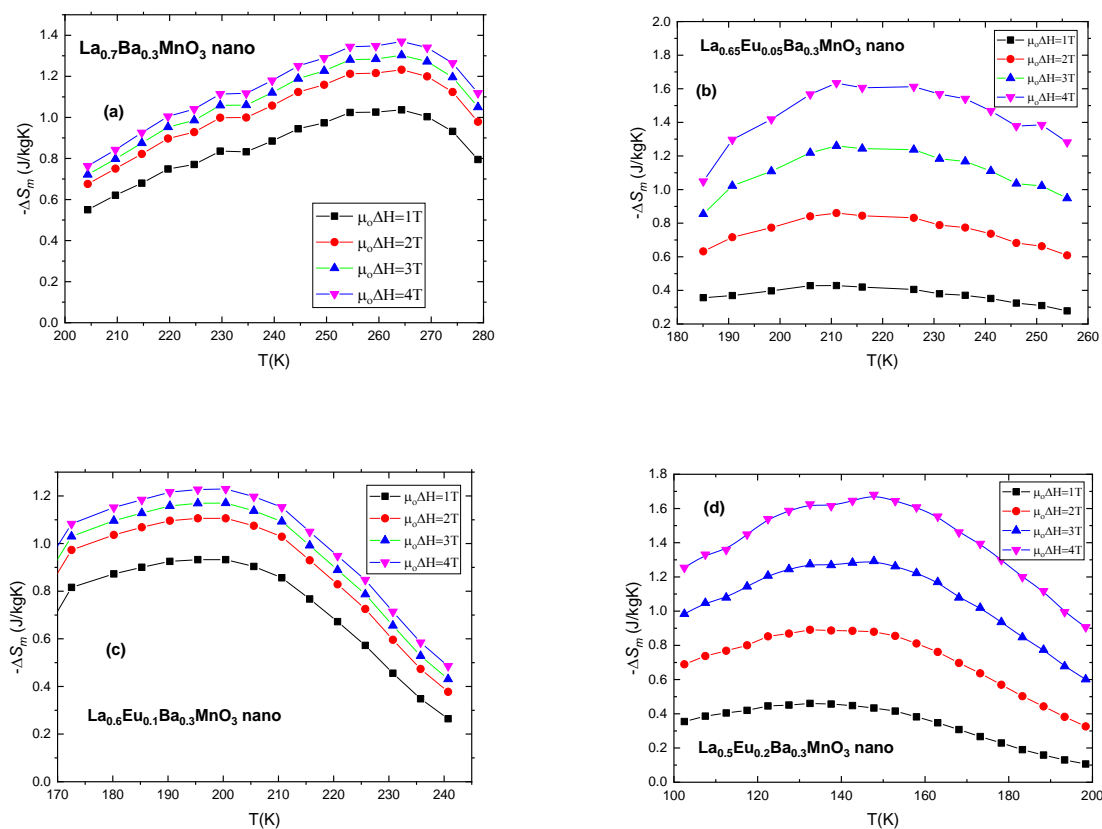 La0.7Ba0.3MnO3 nano
(a)
-ΔSm (J/kgK)
1.4
1.2
1.0
0.8
0.6
0.4
0.2
0.0
μoΔH=1T
μoΔH=2T
μoΔH=3T
μoΔH=4T
200 210 220 230 240 250 260 270 280
T(K)
La0.65Eu0.05Ba0.3MnO3 nano
(b)
-ΔSm (J/kgK)
2.0
1.8
1.6
1.4
1.2
1.0
0.8
0.6
0.4
0.2
μoΔH=1T
μoΔH=2T
μoΔH=3T
μoΔH=4T
180 190 200 210 220 230 240 250 260
T(K)
-ΔSm (J/kgK)
1.2
1.0
0.8
0.6
0.4
0.2
0.0
μoΔH=1T
μoΔH=2T
μoΔH=3T
μoΔH=4T
(c)
La0.6Eu0.1Ba0.3MnO3 nano
170 180 190 200 210 220 230 240
T(K)
-ΔSm (J/kgK)
1.8
1.6
1.4
1.2
1.0
0.8
0.6
0.4
0.2
0.0
(d)
μoΔH=1T
μoΔH=2T
μoΔH=3T
μoΔH=4T
La0.5Eu0.2Ba0.3MnO3 nano
100 120 140 160 180 200
T(K)